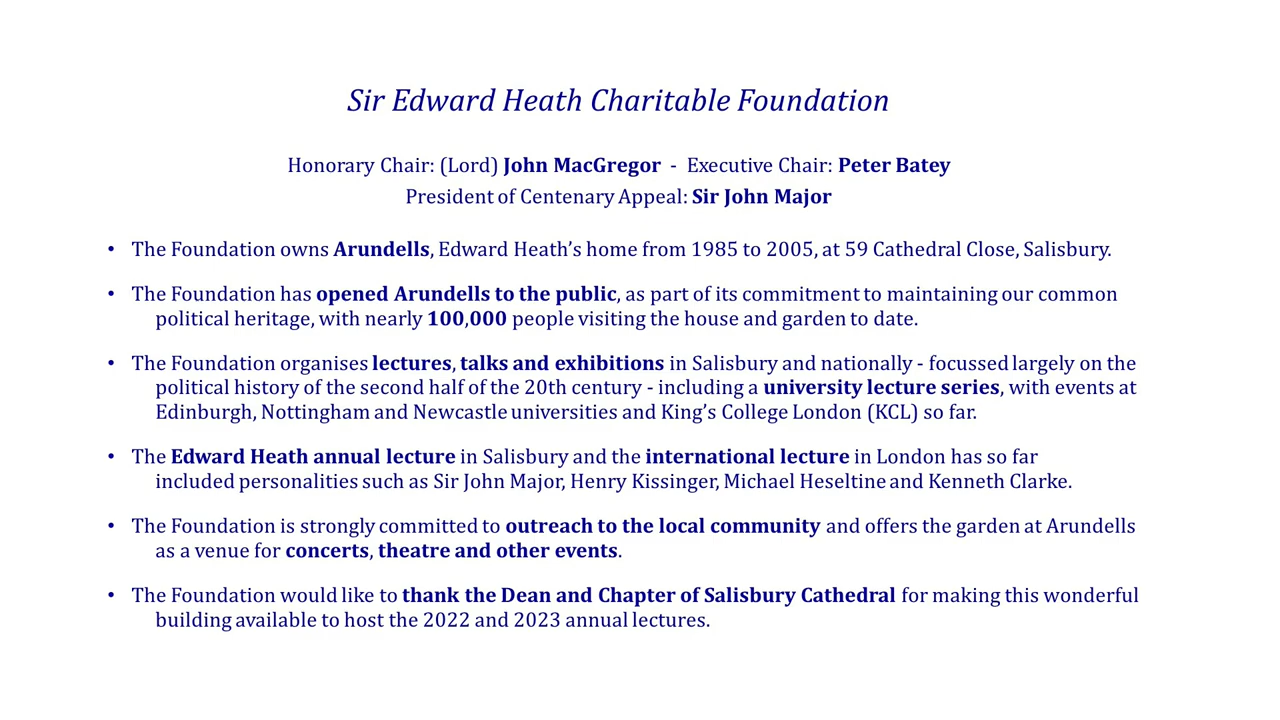 Sir Edward Heath Charitable Foundation
Honorary Chair: (Lord) John MacGregor - Executive Chair: Peter Batey
President of Centenary Appeal: Sir John Major
• The Foundation owns Arundells, Edward Heath’s home from 1985 to 2005, at 59 Cathedral Close, Salisbury.
• The Foundation has opened Arundells to the public, as part of its commitment to maintaining our common
political heritage, with nearly 100,000 people visiting the house and garden to date.
• The Foundation organises lectures, talks and exhibitions in Salisbury and nationally - focussed largely on the
political history of the second half of the 20th century - including a university lecture series, with events at
Edinburgh, Nottingham and Newcastle universities and King’s College London (KCL) so far.
• The Edward Heath annual lecture in Salisbury and the international lecture in London has so far
included personalities such as Sir John Major, Henry Kissinger, Michael Heseltine and Kenneth Clarke.
• The Foundation is strongly committed to outreach to the local community and offers the garden at Arundells
as a venue for concerts, theatre and other events.
• The Foundation would like to thank the Dean and Chapter of Salisbury Cathedral for making this wonderful
building available to host the 2022 and 2023 annual lectures.